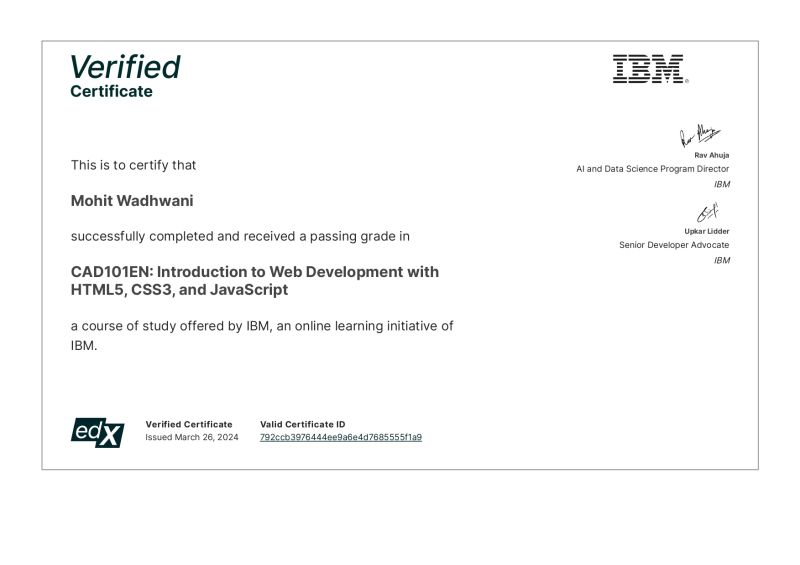 Verified
Certificate
IBM®
This is to certify that
Mohit Wadhwani
successfully completed and received a passing grade in
CAD101EN: Introduction to Web Development with
HTML5, CSS3, and JavaScript
a course of study offered by IBM, an online learning initiative of
IBM.
Rav Ahuja
AI and Data Science Program Director
IBM
Upkar Lidder
Senior Developer Advocate
IBM
edX
Verified Certificate
Issued March 26, 2024
Valid Certificate ID
792ccb3976444ee9a6e4d7685555f1a9